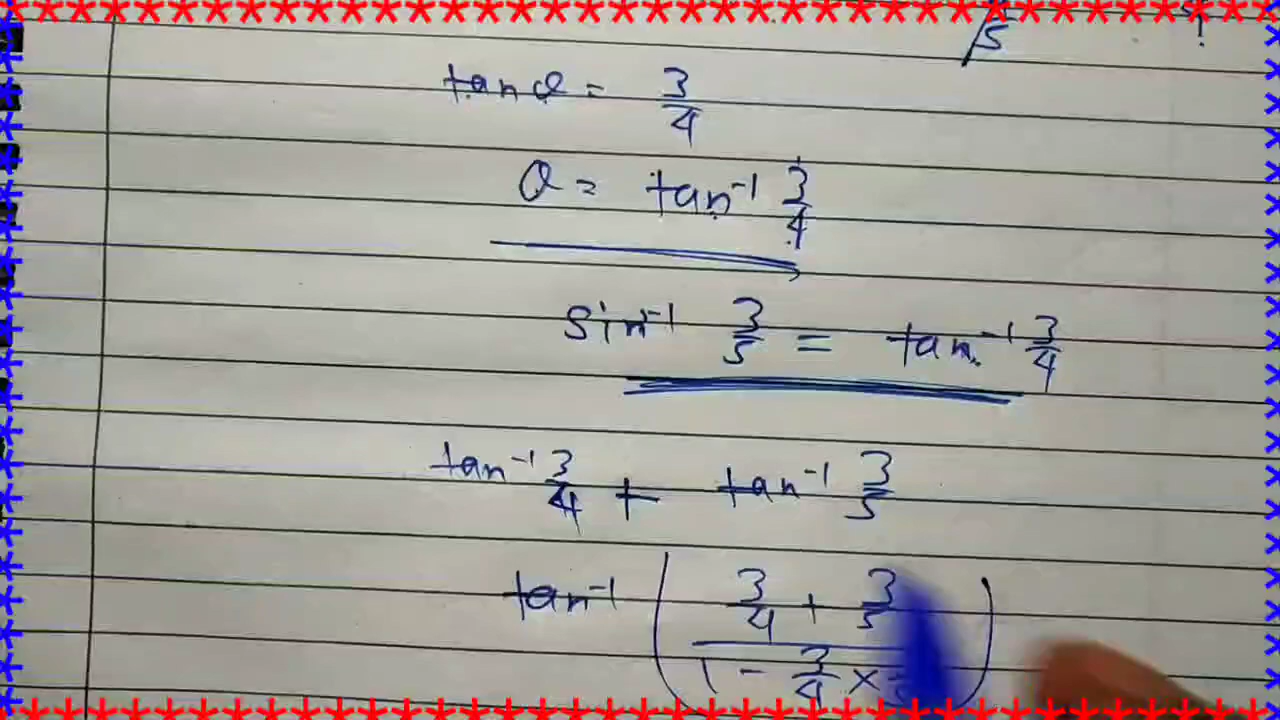 5
tan θ = 3/4
θ = tan⁻¹ 3/4
sin⁻¹ 3/5 = tan⁻¹ 3/4
tan⁻¹ 3/4 + tan⁻¹ 3/5
tan⁻¹ ( (3/4 + 3/5) / (1 - 3/4 ×